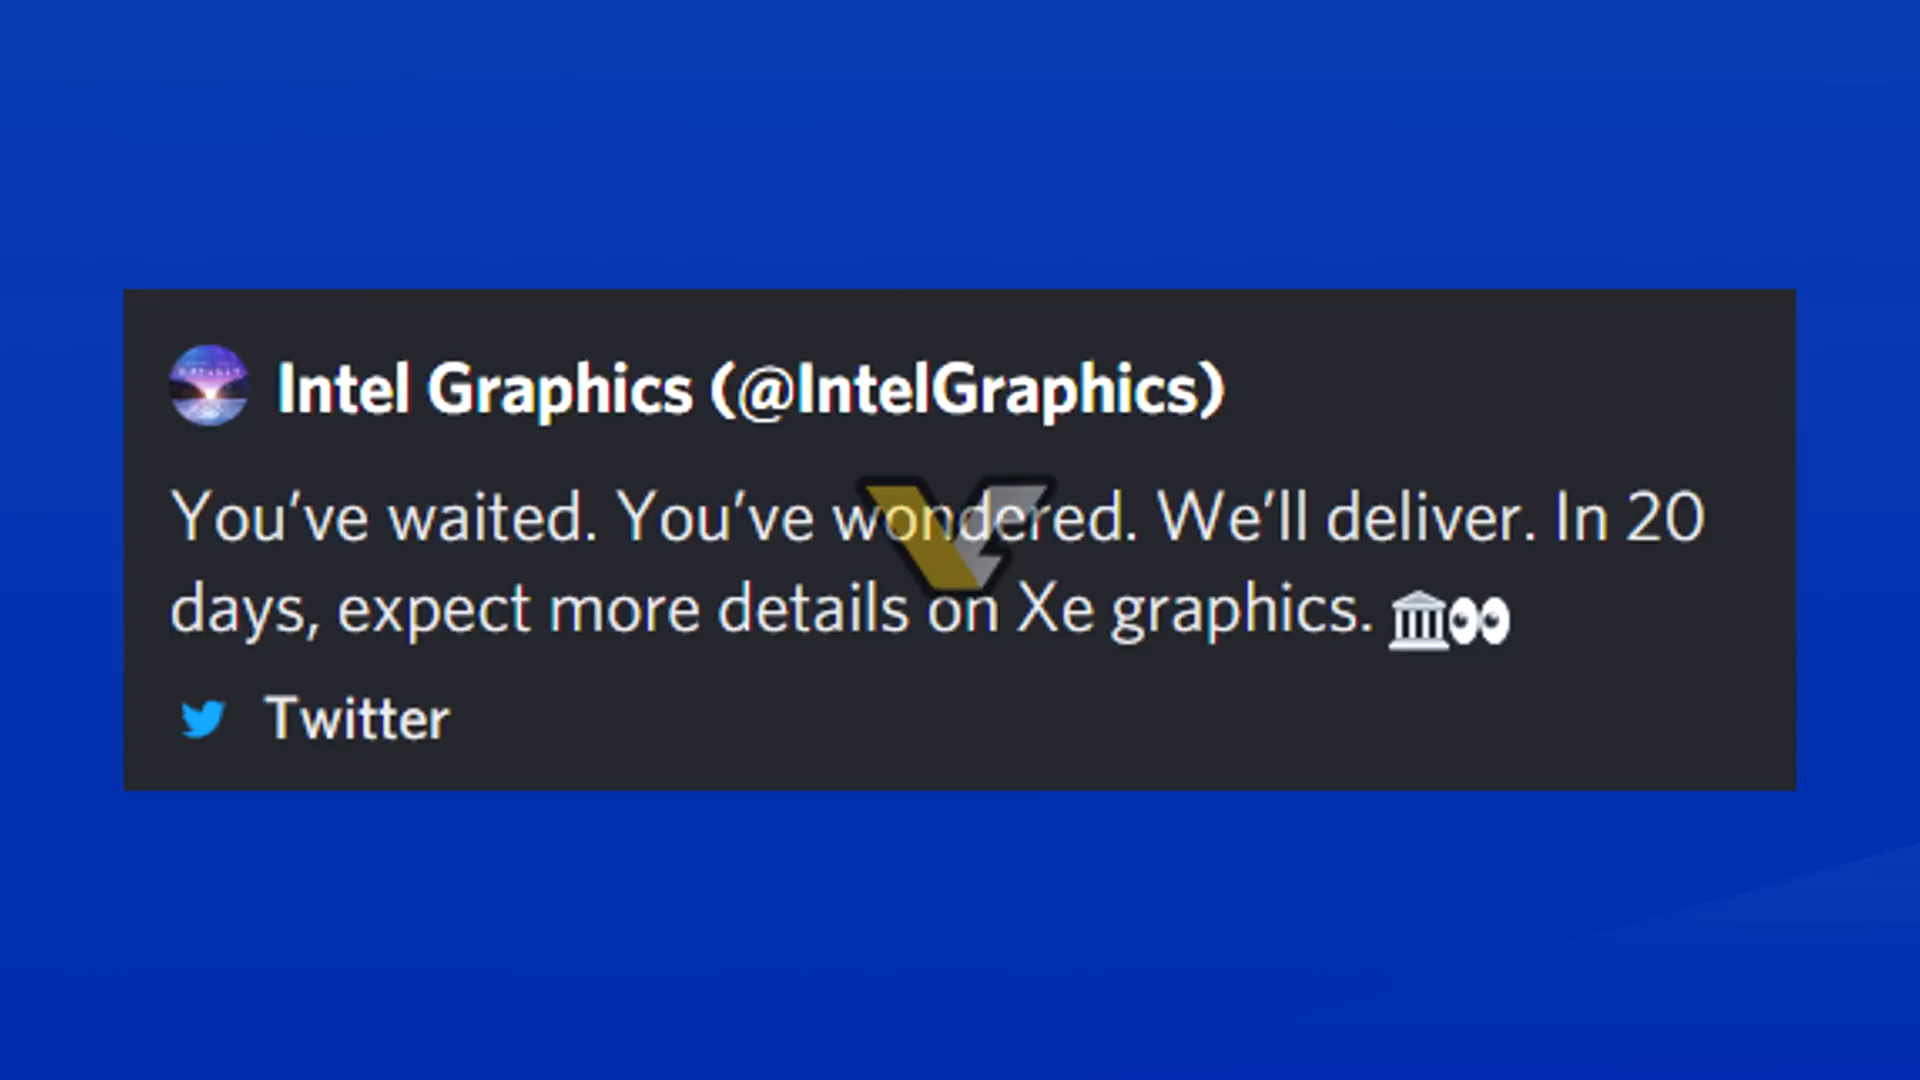 Intel Graphics (@IntelGraphics)
You’ve waited. You’ve wondered. We’ll deliver. In 20
days, expect more details on Xe graphics. 🏛👀
Twitter